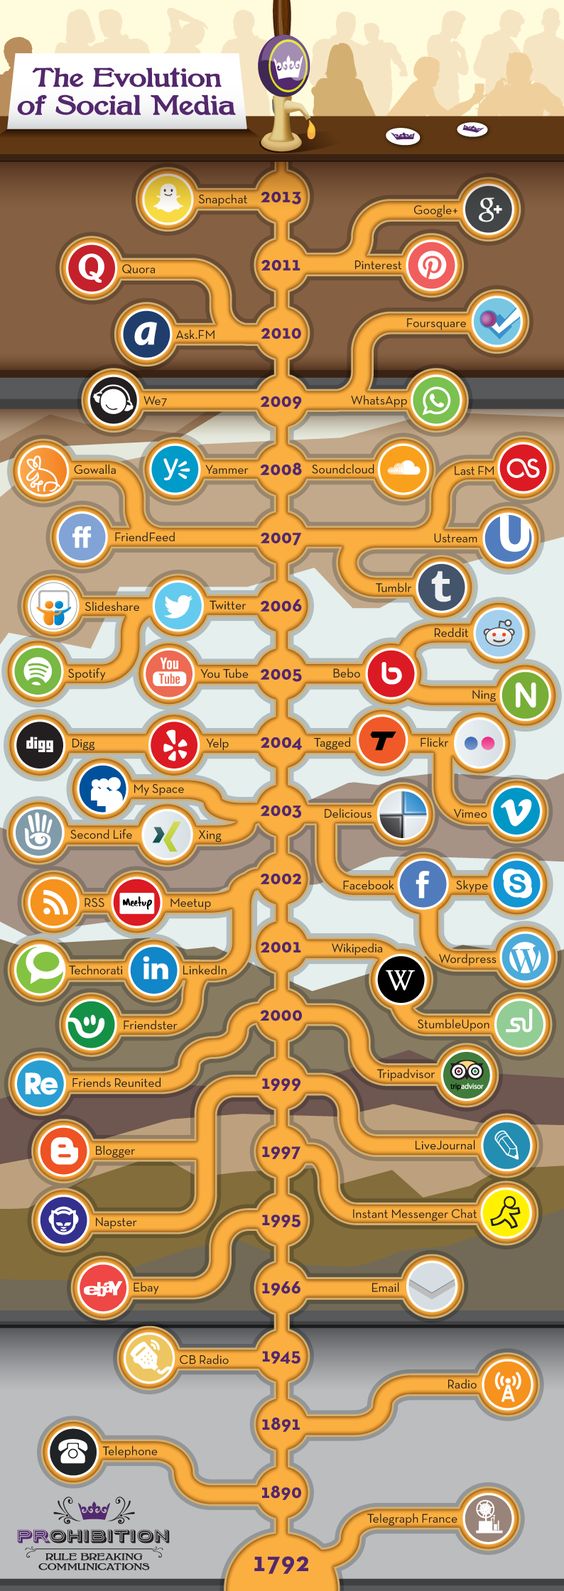 The Evolution
of Social Media
Snapchat
2013
Google+
g+
Q
Quora
2011
Pinterest
a
Ask.FM
2010
Foursquare
We7
2009
WhatsApp
Gowalla
Yammer
2008
Soundcloud
Last FM
ff
FriendFeed
2007
Ustream
U
Tumblr
t
Slideshare
Twitter
2006
Reddit
Spotify
You
Tube
You Tube
2005
Bebo
b
Ning
N
digg
Digg
Yelp
2004
Tagged
T
Flickr
My Space
2003
Delicious
Vimeo
Second Life
Xing
2002
Facebook
f
Skype
S
RSS
Meetup
Meetup
2001
Wikipedia
W
Wordpress
W
Technorati
in
LinkedIn
Friendster
2000
StumbleUpon
Re
Friends Reunited
1999
Tripadvisor
tripadvisor
Blogger
1997
LiveJournal
Napster
1995
Instant Messenger Chat
ebay
Ebay
1966
Email
CB Radio
1945
Radio
1891
Telephone
1890
Telegraph France
PROHIBITION
RULE BREAKING
COMMUNICATIONS
1792